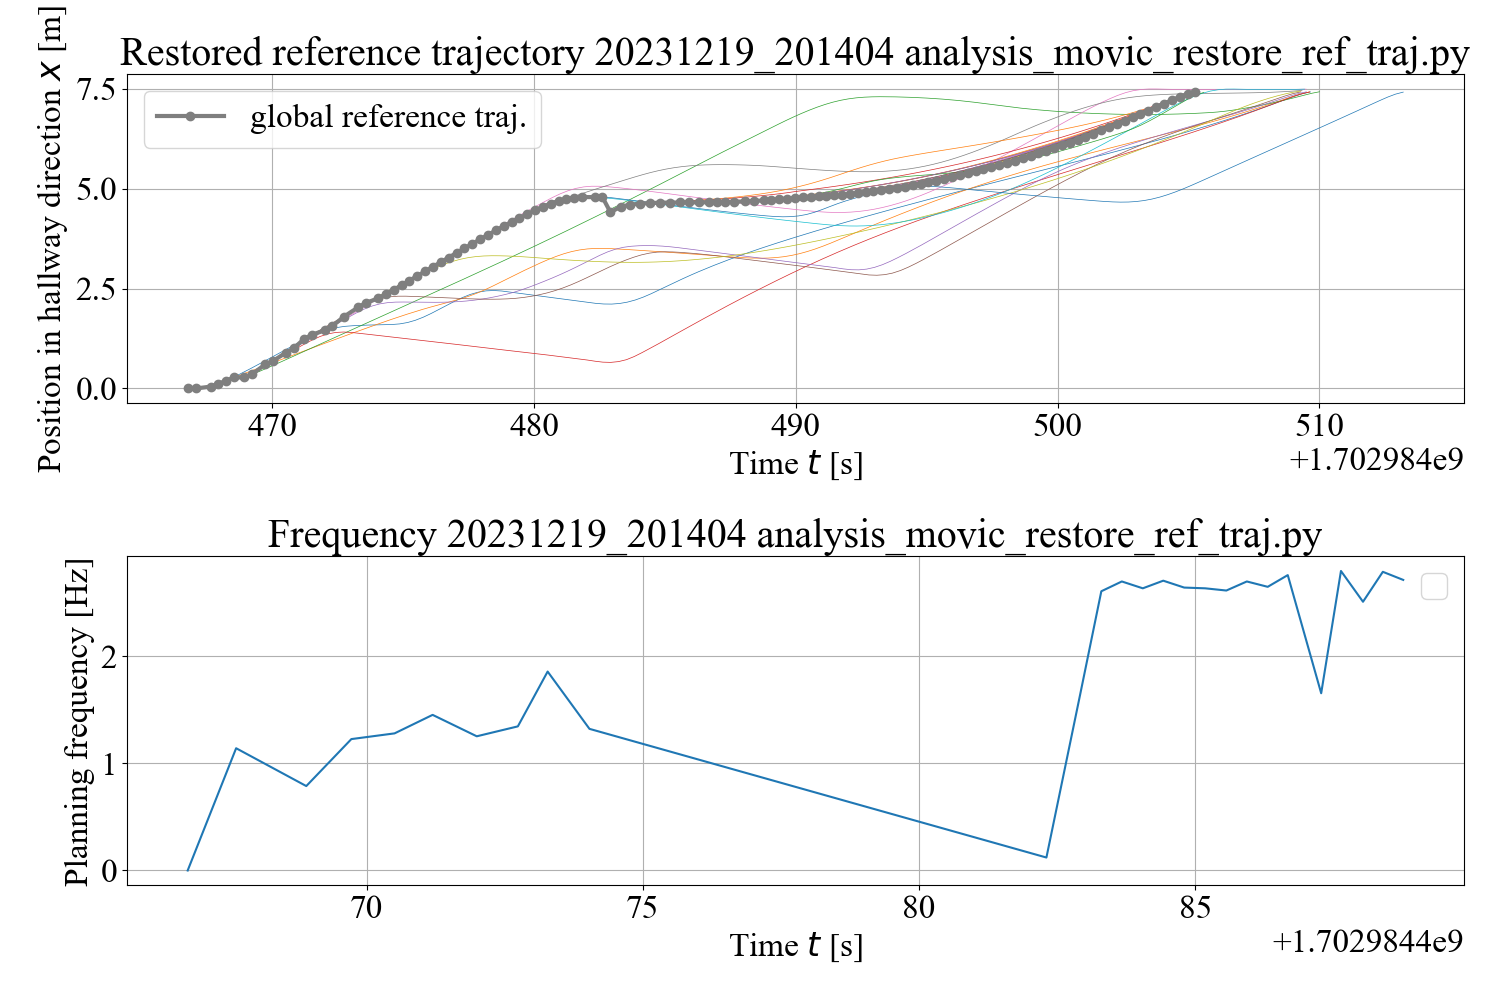 Restored reference trajectory 20231219_201404 analysis_movic_restore_ref_traj.py
Position in hallway direction x [m]
7.5
5.0
2.5
0.0
global reference traj.
470 480 490 500 510
Time t [s]
+1.702984e9
Frequency 20231219_201404 analysis_movic_restore_ref_traj.py
Planning frequency [Hz]
2
1
0
70 75 80 85
Time t [s]
+1.7029844e9